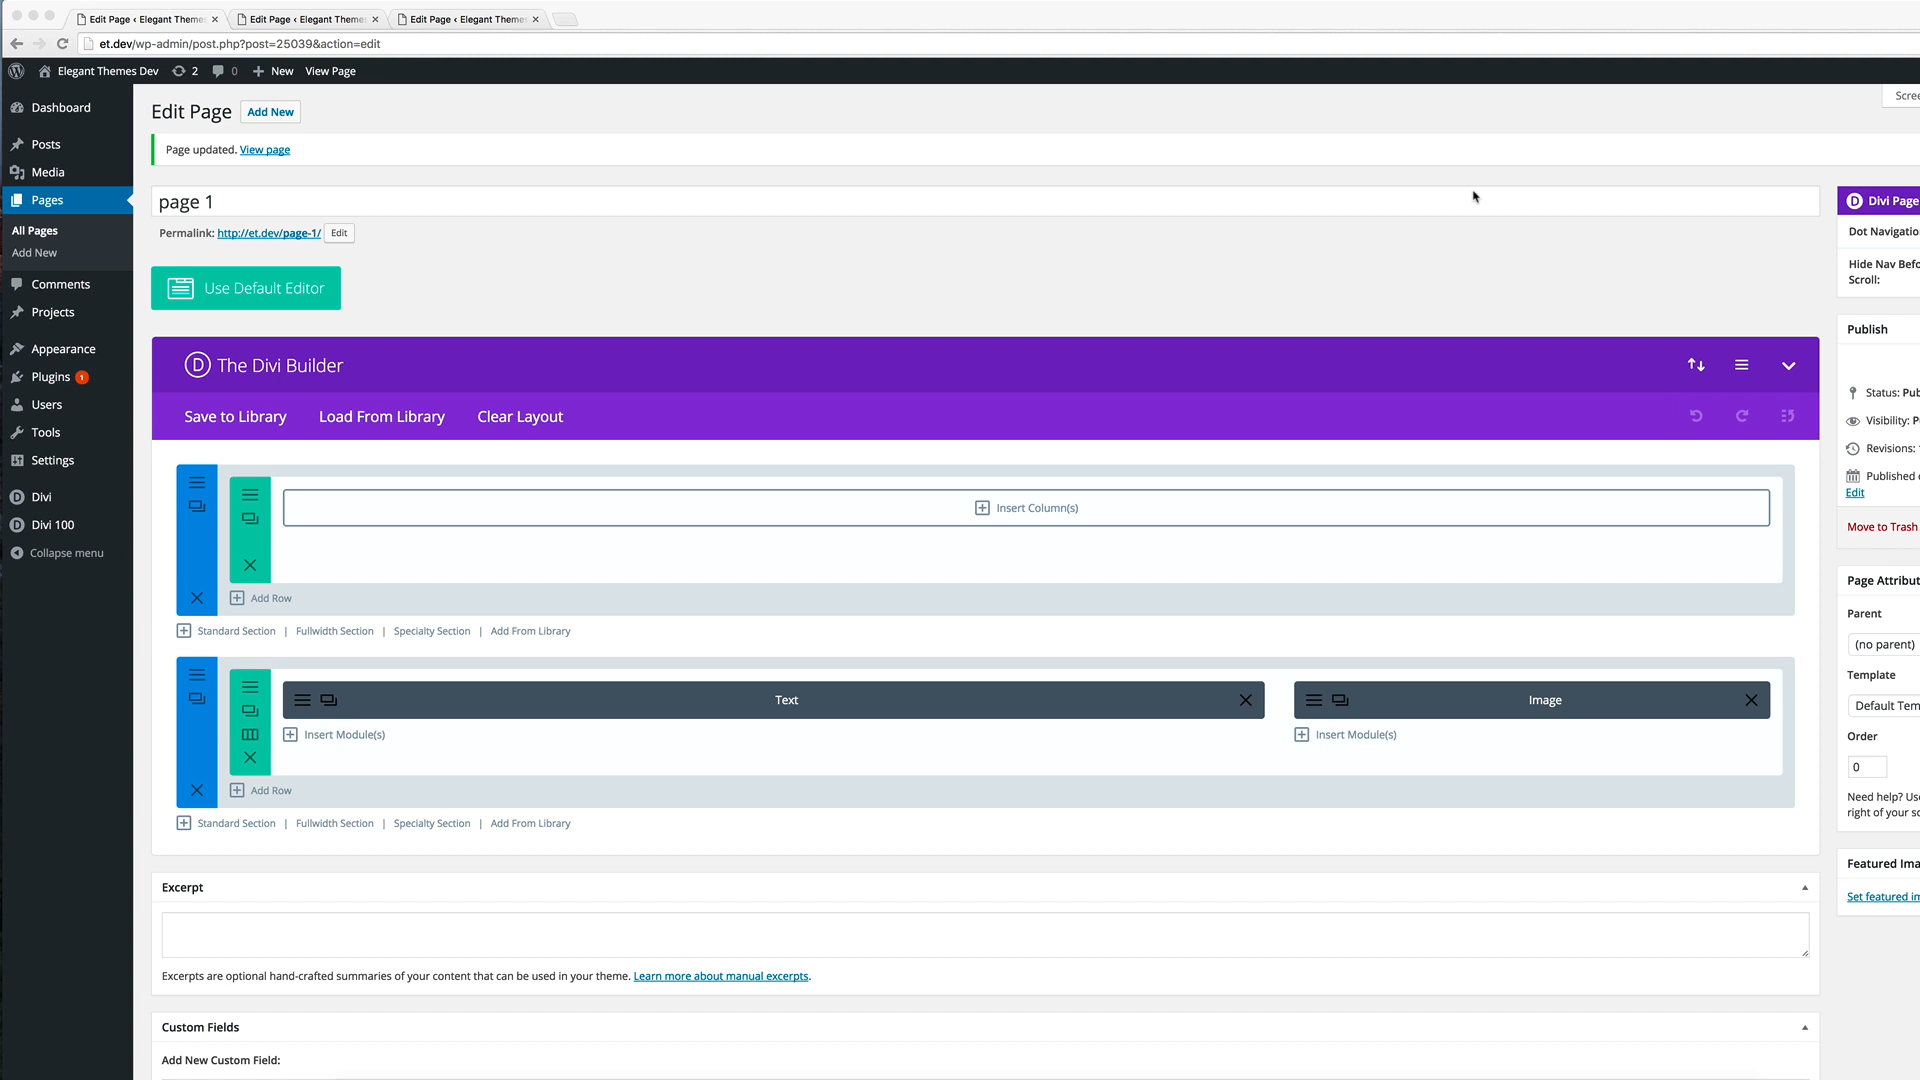 Edit Page ‹ Elegant Themes
Edit Page ‹ Elegant Themes
Edit Page ‹ Elegant Themes
et.dev/wp-admin/post.php?post=25039&action=edit
Elegant Themes Dev 2 0 New View Page
Dashboard
Posts
Media
Pages
All Pages
Add New
Comments
Projects
Appearance
Plugins 1
Users
Tools
Settings
Divi
Divi 100
Collapse menu
Edit Page Add New
Page updated. View page
page 1
Permalink: http://et.dev/page-1/ Edit
Use Default Editor
The Divi Builder
Save to Library Load From Library Clear Layout
Insert Column(s)
Add Row
Standard Section | Fullwidth Section | Specialty Section | Add From Library
Text
Image
Insert Module(s)
Insert Module(s)
Add Row
Standard Section | Fullwidth Section | Specialty Section | Add From Library
Excerpt
Excerpts are optional hand-crafted summaries of your content that can be used in your theme. Learn more about manual excerpts.
Custom Fields
Add New Custom Field:
Scre
Divi Page
Dot Navigatio
Hide Nav Befo
Scroll:
Publish
Status: Pub
Visibility: P
Revisions:
Published o
Edit
Move to Trash
Page Attribut
Parent
(no parent)
Template
Default Tem
Order
0
Need help? Use
right of your sc
Featured Ima
Set featured im